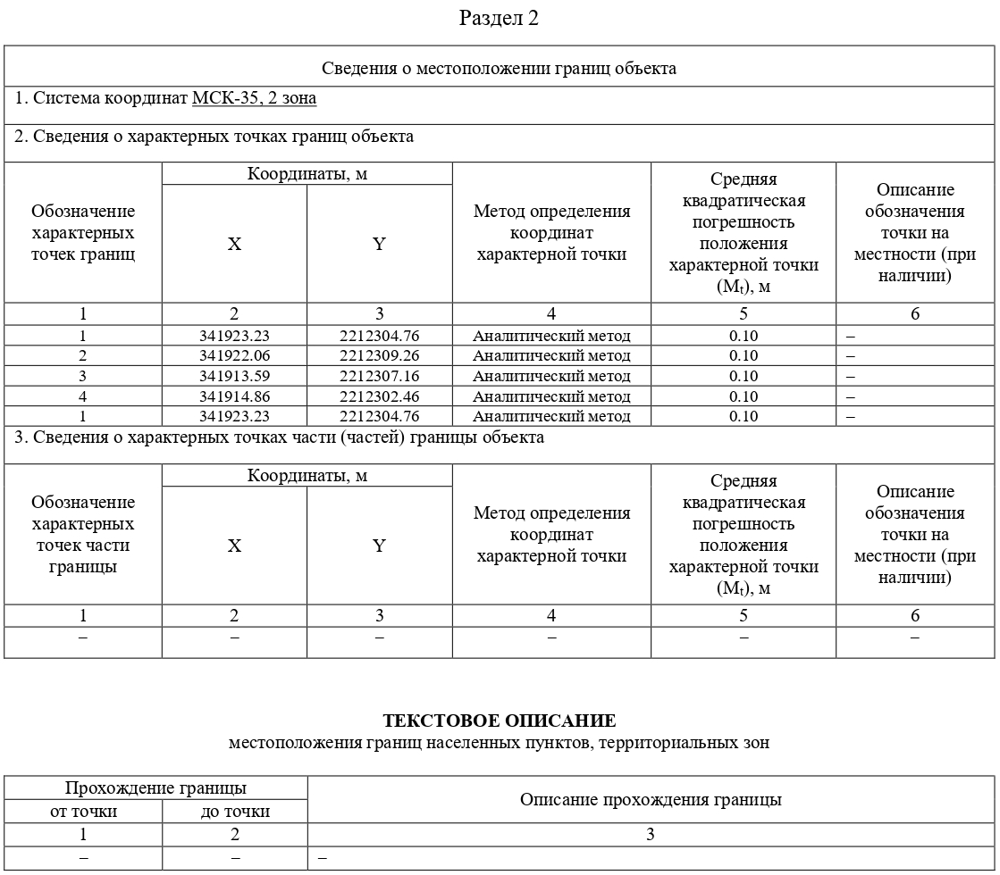 Раздел 2
Сведения о местоположении границ объекта
1. Система координат МСК-35, 2 зона
2. Сведения о характерных точках границ объекта
Обозначение характерных точек границ
Координаты, м
X
Y
Метод определения координат характерной точки
Средняя квадратическая погрешность положения характерной точки (Mt), м
Описание обозначения точки на местности (при наличии)
1 2 3 4 5 6
1 341923.23 2212304.76 Аналитический метод 0.10 –
2 341922.06 2212309.26 Аналитический метод 0.10 –
3 341913.59 2212307.16 Аналитический метод 0.10 –
4 341914.86 2212302.46 Аналитический метод 0.10 –
1 341923.23 2212304.76 Аналитический метод 0.10 –
3. Сведения о характерных точках части (частей) границы объекта
Обозначение характерных точек части границы
Координаты, м
X
Y
Метод определения координат характерной точки
Средняя квадратическая погрешность положения характерной точки (Mt), м
Описание обозначения точки на местности (при наличии)
1 2 3 4 5 6
– – – – – –
ТЕКСТОВОЕ ОПИСАНИЕ
местоположения границ населенных пунктов, территориальных зон
Прохождение границы
от точки
до точки
Описание прохождения границы
1 2 3
– – –